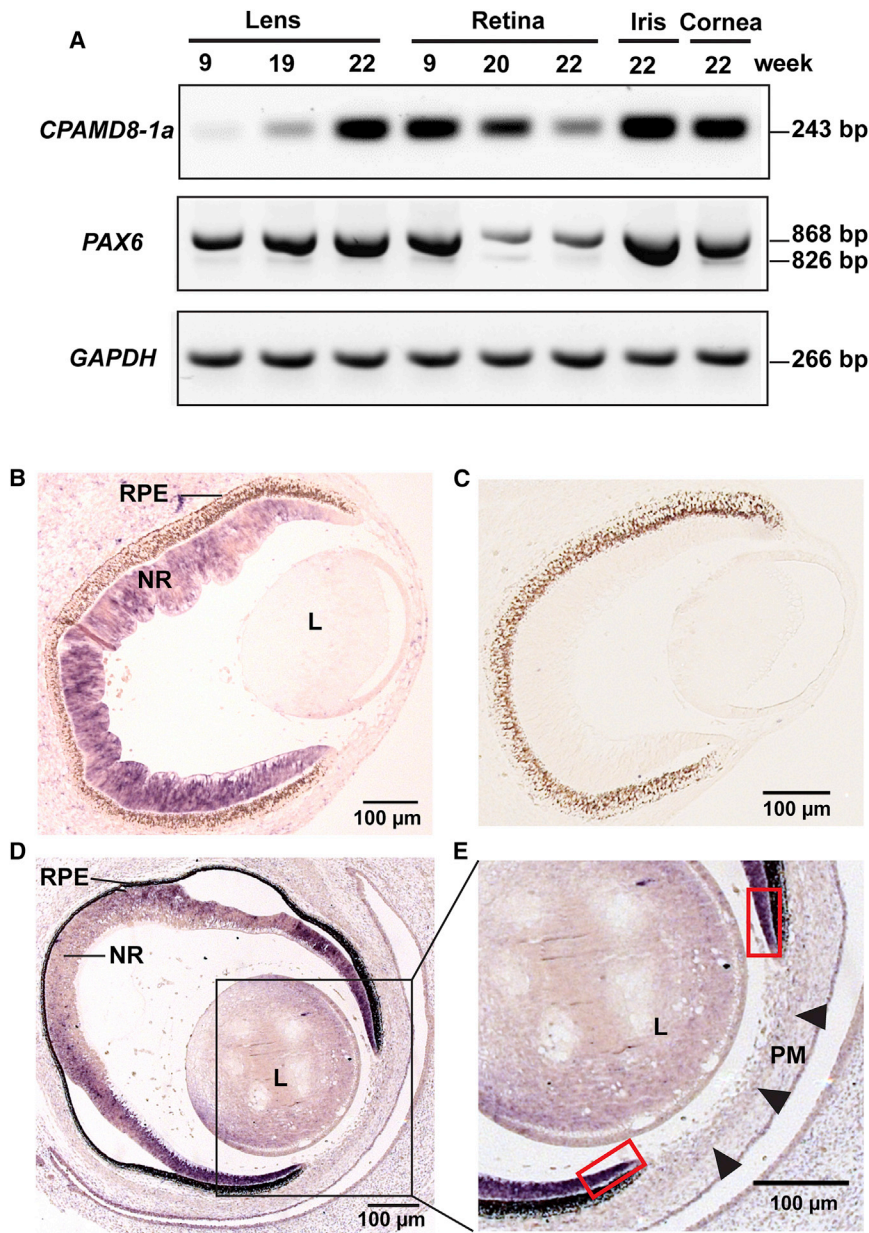 A
Lens Retina Iris Cornea
9 19 22 9 20 22 22 22 week
CPAMD8-1a 243 bp
PAX6 868 bp
826 bp
GAPDH 266 bp
B
RPE
NR
L
100 µm
C
100 µm
D
RPE
NR
L
100 µm
E
L
PM
100 µm